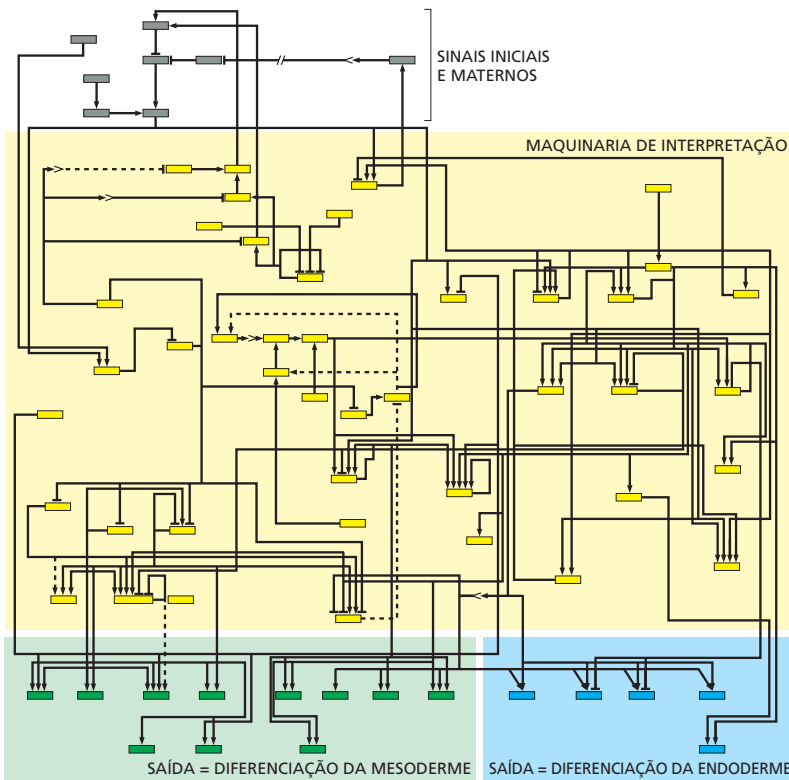 SINAIS INICIAIS
E MATERNOS
MAQUINARIA DE INTERPRETAÇÃO
SAÍDA = DIFERENCIAÇÃO DA MESODERME
SAÍDA = DIFERENCIAÇÃO DA ENDODERME